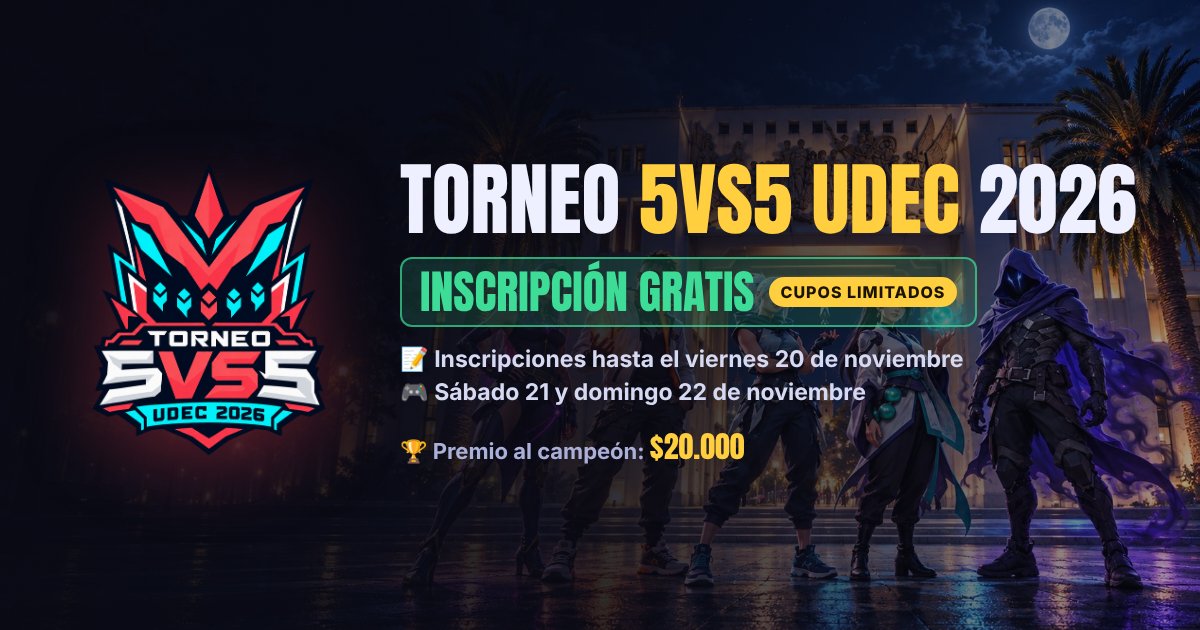 TORNEO 5VS5 UDEC 2026
INSCRIPCIÓN GRATIS CUPOS LIMITADOS
📝 Inscripciones hasta el viernes 20 de noviembre
🎮 Sábado 21 y domingo 22 de noviembre
🏆 Premio al campeón: $20.000
TORNEO
5VS5
UDEC 2026